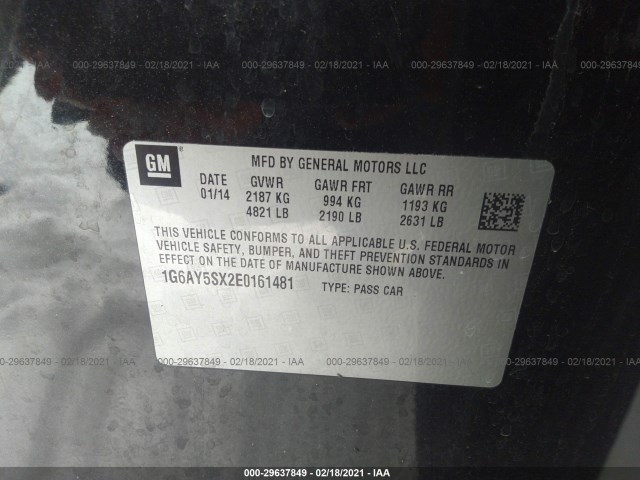 000-29637849 - 02/18/2021 - IAA
000-29637849 - 02/18/2021 - IAA
000-29637849 - 02/18/2021 - IAA
GM
®
MFD BY GENERAL MOTORS LLC
DATE GVWR GAWR FRT GAWR RR
01/14 2187 KG 994 KG 1193 KG
4821 LB 2190 LB 2631 LB
THIS VEHICLE CONFORMS TO ALL APPLICABLE U.S. FEDERAL MOTOR
VEHICLE SAFETY, BUMPER, AND THEFT PREVENTION STANDARDS IN
EFFECT ON THE DATE OF MANUFACTURE SHOWN ABOVE.
1G6AY5SX2E0161481 TYPE: PASS CAR
000-29637849 - 02/18/2021 - IAA
000-29637849 - 02/18/2021 - IAA
000-29637849 - 02/18/2021 - IAA
000-29637849 - 02/18/2021 - IAA